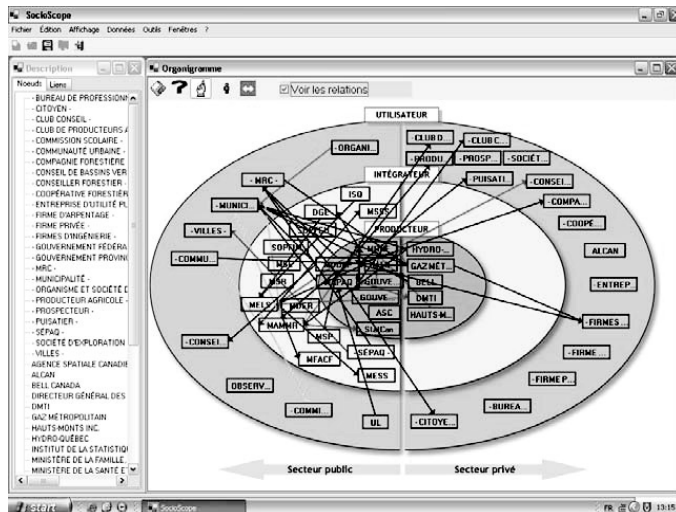 SocioScope
Fichier Édition Affichage Données Outils Fenêtres ?
Description
Noeuds Liens
- BUREAU DE PROFESSIONN
- CITOYEN -
- CLUB CONSEIL -
- CLUB DE PRODUCTEURS A
- COMMISSION SCOLAIRE -
- COMMUNAUTÉ URBAINE -
- COMPAGNIE FORESTIÈRE
- CONSEIL DE BASSINS VER
- CONSEILLER FORESTIER -
- COOPÉRATIVE FORESTIÈR
- ENTREPRISE D'UTILITÉ PL
- FIRME D'ARPENTAGE -
- FIRME PRIVÉE -
- FIRMES D'INGÉNIERIE -
- GOUVERNEMENT FÉDÉRA
- GOUVERNEMENT PROVINC
- MRC -
- MUNICIPALITÉ -
- ORGANISME ET SOCIÉTÉ D
- PRODUCTEUR AGRICOLE -
- PROSPECTEUR -
- PUISATIER -
- SÉPAQ -
- SOCIÉTÉ D'EXPLORATION
- VILLES -
AGENCE SPATIALE CANADIE
ALCAN
BELL CANADA
DIRECTEUR GÉNÉRAL DES
DMTI
GAZ MÉTROPOLITAIN
HAUTS-MONTS INC.
HYDRO-QUÉBEC
INSTITUT DE LA STATISTIQ
MINISTÈRE DE LA FAMILLE
MINISTÈRE DE LA SANTÉ ET
Organigramme
Voir les relations
UTILISATEUR
- ORGANI...
- CLUB D...
- CLUB C...
- PRODU...
- PROSP...
- SOCIÉT...
INTÉGRATEUR
- PUISATI...
- MRC -
- CONSEI...
ISO
- MUNICI...
DGE
MSSS
- COMPA...
- VILLES -
PRODUCTEUR
- COOPÉ...
SOPFIM
HYDRO-...
ALCAN
- COMMU...
GAZ MÉT...
MSR
GOUVE...
BELL
- ENTREP...
GOUVE...
DMTI
MELS
ASC
HAUTS-M...
MAMMR
StatCan
- FIRMES ...
- CONSEI...
MSP
- SÉPAQ -
- FIRME ...
MFACF
MESS
- FIRME P...
OBSERV...
- BUREA...
- COMMI...
UL
- CITOYE...
Secteur public
Secteur privé
SocioScope
FR
13:15